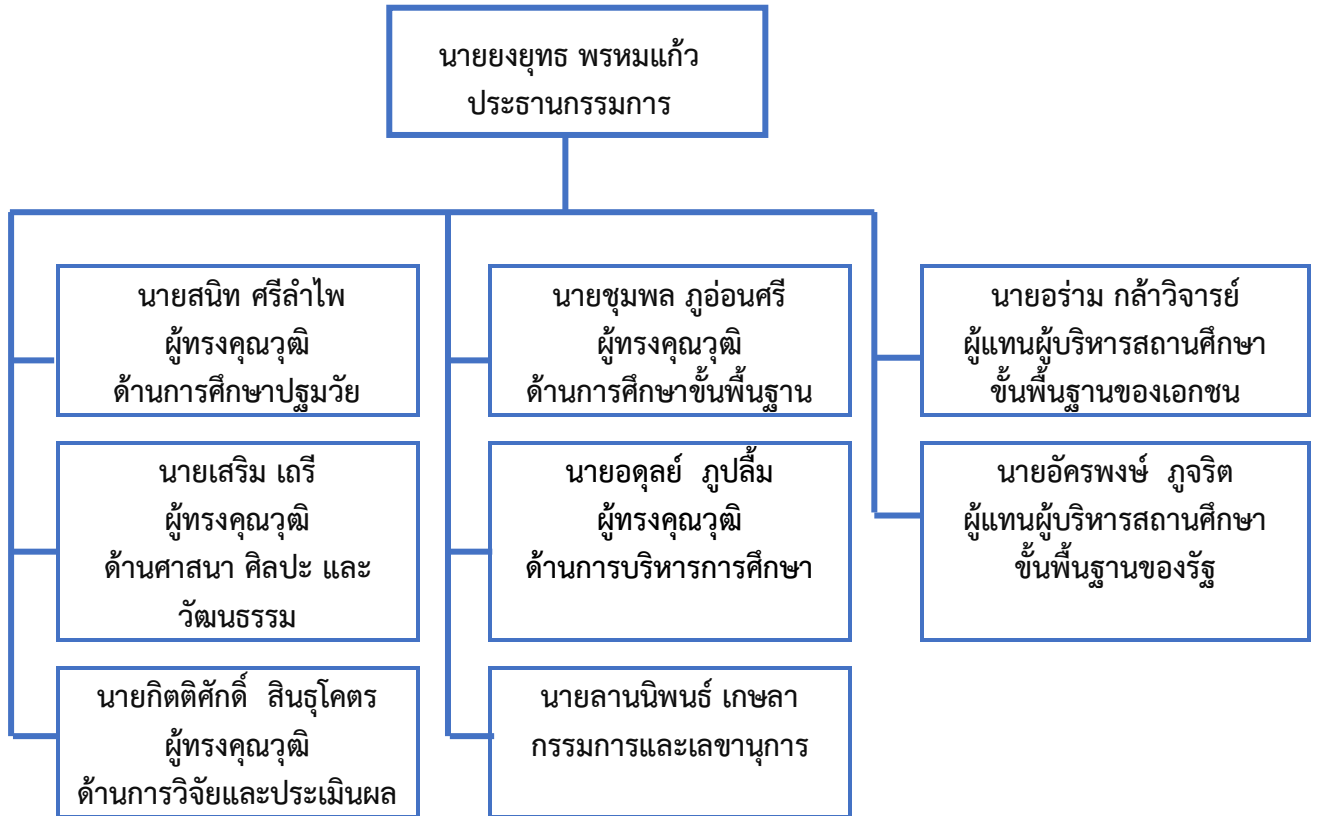 นายยงยุทธ พรหมแก้ว
ประธานกรรมการ
นายสนิท ศรีลำไพ
ผู้ทรงคุณวุฒิ
ด้านการศึกษาปฐมวัย
นายชุมพล ภูอ่อนศรี
ผู้ทรงคุณวุฒิ
ด้านการศึกษาขั้นพื้นฐาน
นายอร่าม กล้าวิจารย์
ผู้แทนผู้บริหารสถานศึกษา
ขั้นพื้นฐานของเอกชน
นายเสริม เถรี
ผู้ทรงคุณวุฒิ
ด้านศาสนา ศิลปะ และ
วัฒนธรรม
นายอดุลย์ ภูปลื้ม
ผู้ทรงคุณวุฒิ
ด้านการบริหารการศึกษา
นายอัครพงษ์ ภูจริต
ผู้แทนผู้บริหารสถานศึกษา
ขั้นพื้นฐานของรัฐ
นายกิตติศักดิ์ สินธุโคตร
ผู้ทรงคุณวุฒิ
ด้านการวิจัยและประเมินผล
นายลานนิพนธ์ เกษลา
กรรมการและเลขานุการ